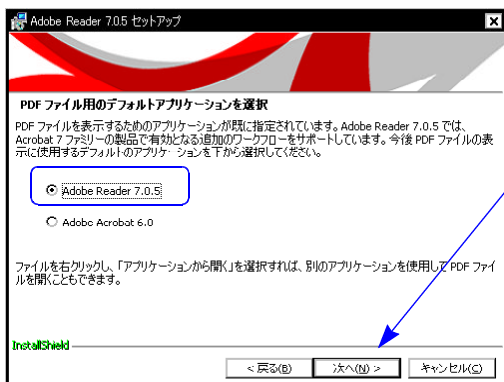 Adobe Reader 7.0.5 セットアップ
PDF ファイル用のデフォルトアプリケーションを選択
PDF ファイルを表示するためのアプリケーションが既に指定されています。Adobe Reader 7.0.5 では、
Acrobat 7 ファミリーの製品で有効となる追加のワークフローをサポートしています。今後 PDF ファイルの表
示に使用するデフォルトのアプリケーションを下から選択してください。
Adobe Reader 7.0.5
Adobe Acrobat 6.0
ファイルを右クリックし、「アプリケーションから開く」を選択すれば、別のアプリケーションを使用して PDF ファイ
ルを開くこともできます。
InstallShield
< 戻る(B)
次へ(N) >
キャンセル(C)